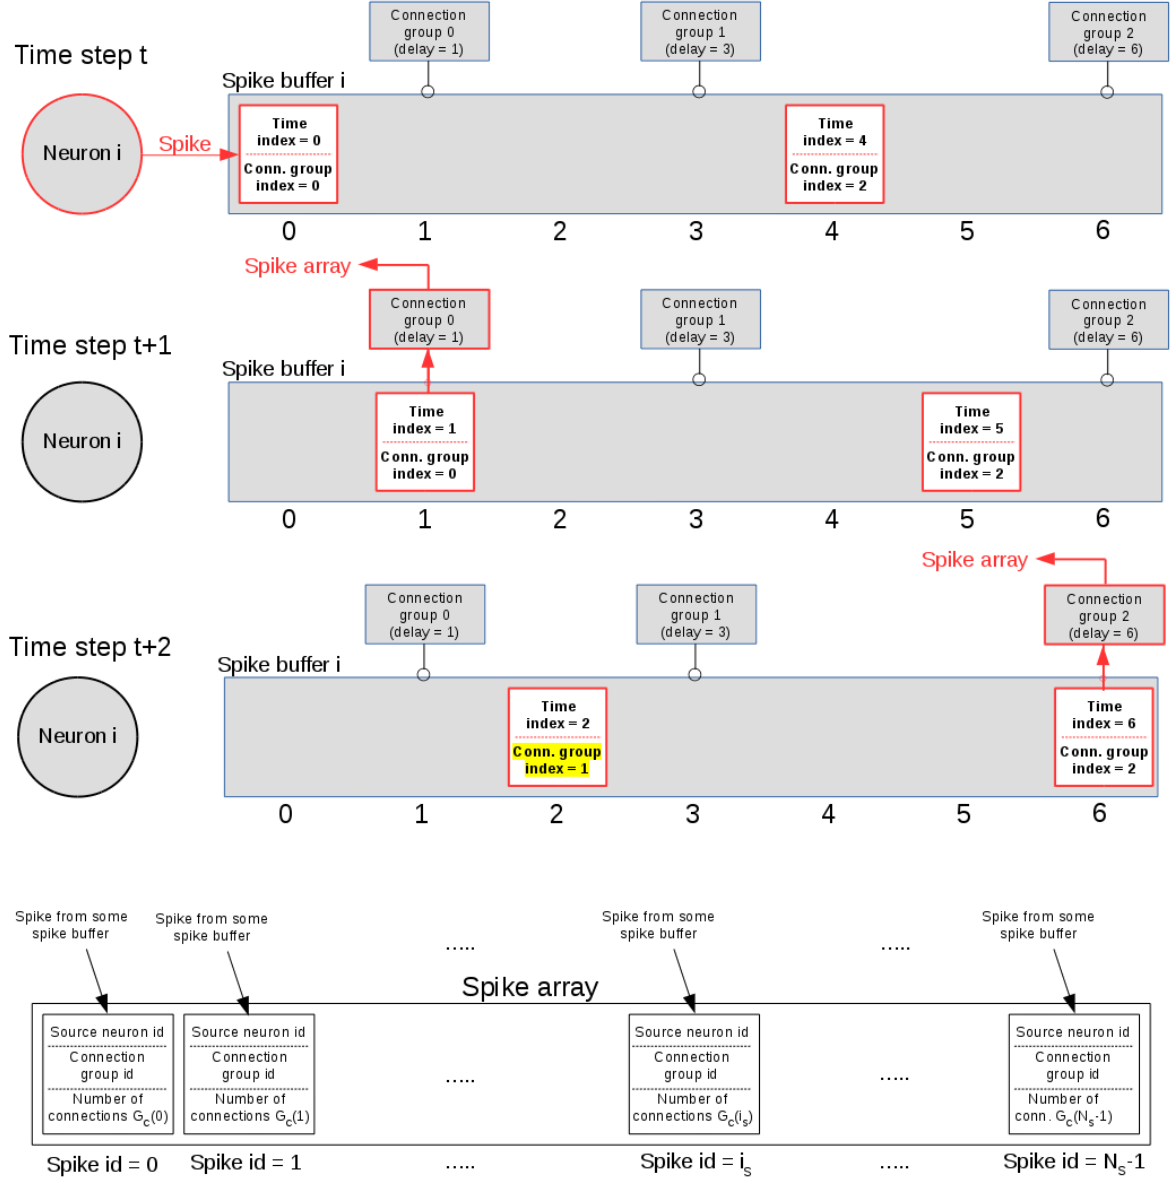 Connection
group 0
(delay = 1)
Connection
group 1
(delay = 3)
Connection
group 2
(delay = 6)
Time step t
Spike buffer i
Neuron i
Spike
Time
index = 0
Conn. group
index = 0
Time
index = 4
Conn. group
index = 2
0 1 2 3 4 5 6
Spike array
Connection
group 0
(delay = 1)
Connection
group 1
(delay = 3)
Connection
group 2
(delay = 6)
Time step t+1
Spike buffer i
Neuron i
Time
index = 1
Conn. group
index = 0
Time
index = 5
Conn. group
index = 2
0 1 2 3 4 5 6
Spike array
Connection
group 0
(delay = 1)
Connection
group 1
(delay = 3)
Connection
group 2
(delay = 6)
Time step t+2
Spike buffer i
Neuron i
Time
index = 2
Conn. group
index = 1
Time
index = 6
Conn. group
index = 2
0 1 2 3 4 5 6
Spike from some
spike buffer
Spike from some
spike buffer
.....
Spike from some
spike buffer
.....
Spike from some
spike buffer
Spike array
Source neuron id
Connection
group id
Number of
connections Gc(0)
Source neuron id
Connection
group id
Number of
connections Gc(1)
.....
Source neuron id
Connection
group id
Number of
connections Gc(is)
.....
Source neuron id
Connection
group id
Number of
conn. Gc(Ns-1)
Spike id = 0
Spike id = 1
.....
Spike id = is
.....
Spike id = Ns-1